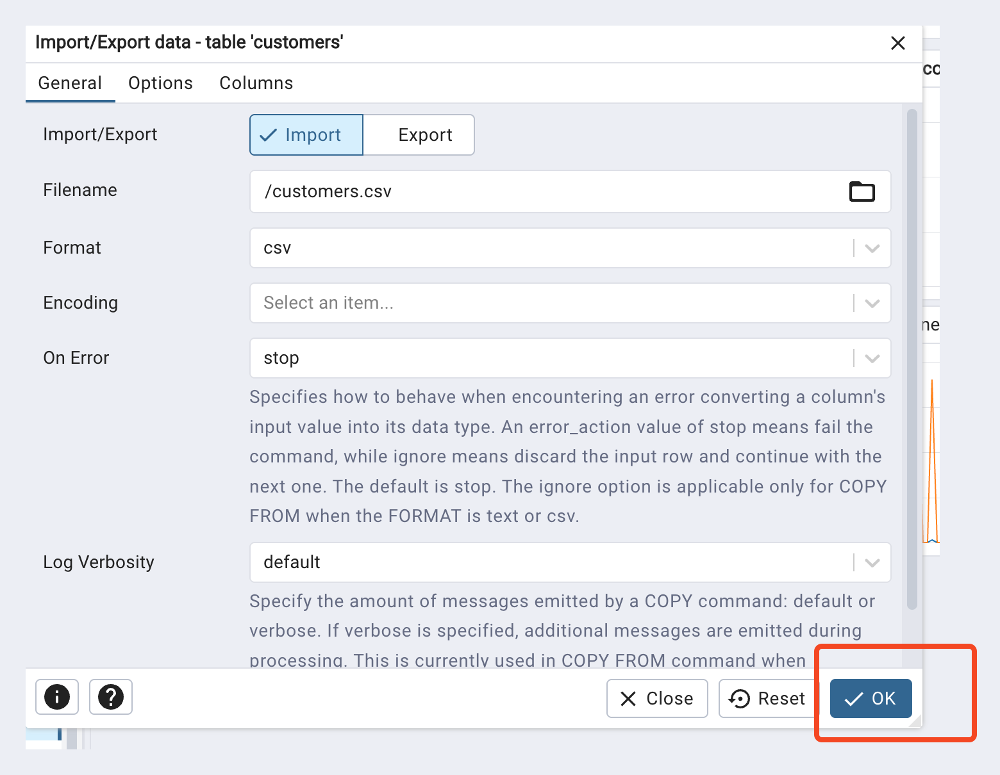 Import/Export data - table 'customers'
General Options Columns
Import/Export
Import Export
Filename
/customers.csv
Format
csv
Encoding
Select an item...
On Error
stop
Specifies how to behave when encountering an error converting a column's
input value into its data type. An error_action value of stop means fail the
command, while ignore means discard the input row and continue with the
next one. The default is stop. The ignore option is applicable only for COPY
FROM when the FORMAT is text or csv.
Log Verbosity
default
Specify the amount of messages emitted by a COPY command: default or
verbose. If verbose is specified, additional messages are emitted during
processing. This is currently used in COPY FROM command when
Close Reset OK